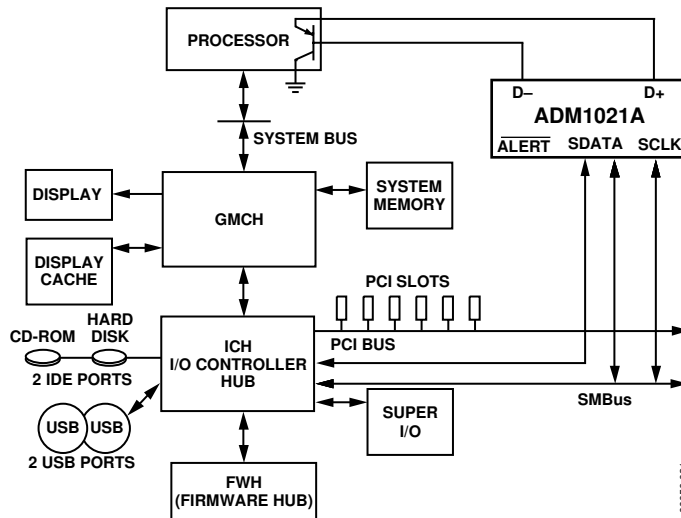 PROCESSOR
D–
D+
ADM1021A
ALERT
SDATA
SCLK
SYSTEM BUS
DISPLAY
GMCH
SYSTEM
MEMORY
DISPLAY
CACHE
PCI SLOTS
HARD
DISK
CD-ROM
ICH
I/O CONTROLLER
HUB
PCI BUS
2 IDE PORTS
SMBus
USB
USB
SUPER
I/O
2 USB PORTS
FWH
(FIRMWARE HUB)